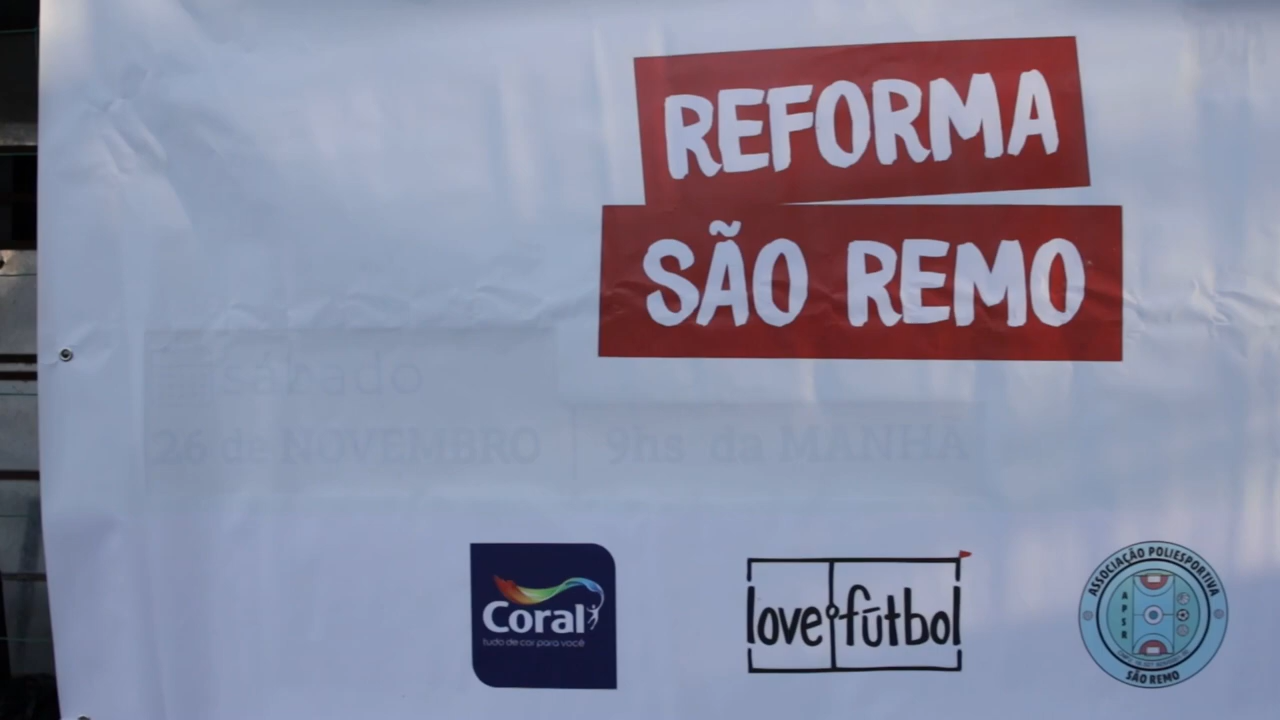 REFORMA
SÃO REMO
sábado
26 de NOVEMBRO
9hs da MANHÃ
Coral
tudo de cor para você
love fútbol
ASSOCIAÇÃO POLIESPORTIVA
APSR
SÃO REMO